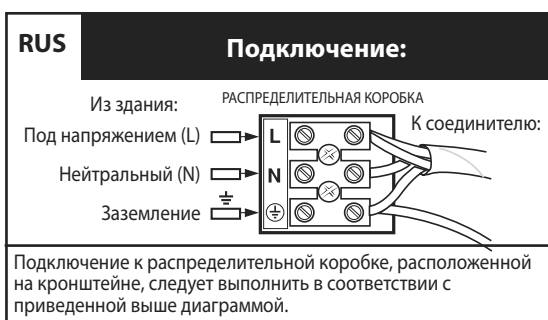 RUS
Подключение:
Из здания:
РАСПРЕДЕЛИТЕЛЬНАЯ КОРОБКА
К соединителю:
Под напряжением (L)
L
Нейтральный (N)
N
Заземление
Подключение к распределительной коробке, расположенной
на кронштейне, следует выполнить в соответствии с
приведенной выше диаграммой.